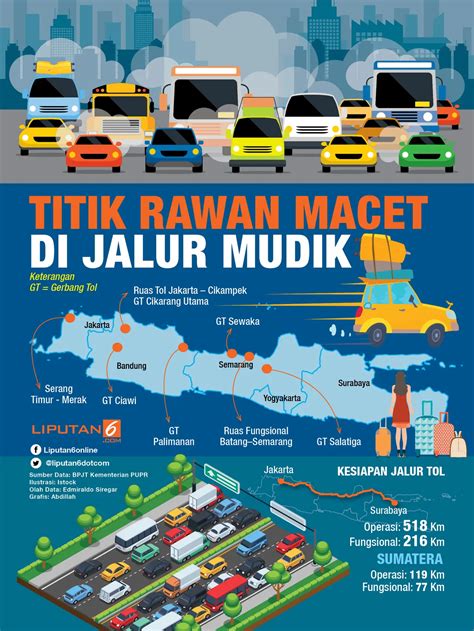 TITIK RAWAN MACET
DI JALUR MUDIK
Keterangan
GT = Gerbang Tol
Ruas Tol Jakarta – Cikampek
GT Cikarang Utama
GT Sewaka
Jakarta
Bandung
Semarang
Surabaya
Yogyakarta
Serang
Timur - Merak
GT Ciawi
GT
Palimanan
Ruas Fungsional
Batang–Semarang
GT Salatiga
LIPUTAN6
.COM
Liputan6online
@liputan6dotcom
Sumber Data: BPJT Kementerian PUPR
Ilustrasi: Istock
Olah Data: Edmiraldo Siregar
Grafis: Abdillah
KESIAPAN JALUR TOL
Jakarta
Surabaya
Operasi: 518 Km
Fungsional: 216 Km
SUMATERA
Operasi: 119 Km
Fungsional: 77 Km